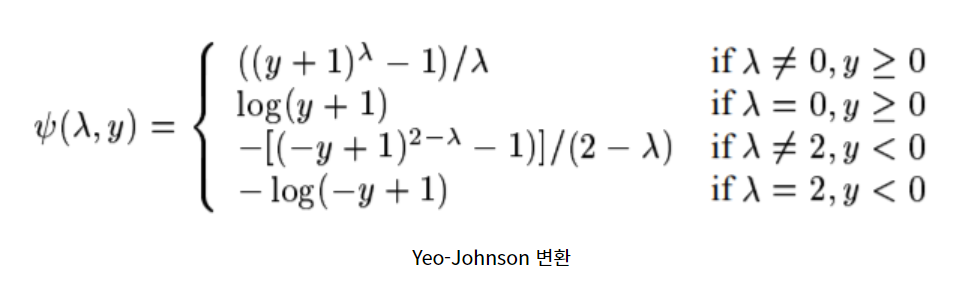 ((y + 1)^λ − 1)/λ if λ ≠ 0, y ≥ 0
log(y + 1) if λ = 0, y ≥ 0
ψ(λ, y) =
−[(−y + 1)^{2−λ} − 1)]/(2 − λ) if λ ≠ 2, y < 0
− log(−y + 1) if λ = 2, y < 0
Yeo-Johnson 변환